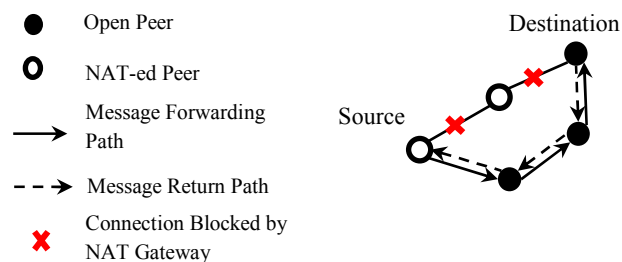 Open Peer
NAT-ed Peer
Message Forwarding
Path
Message Return Path
Connection Blocked by
NAT Gateway
Destination
Source